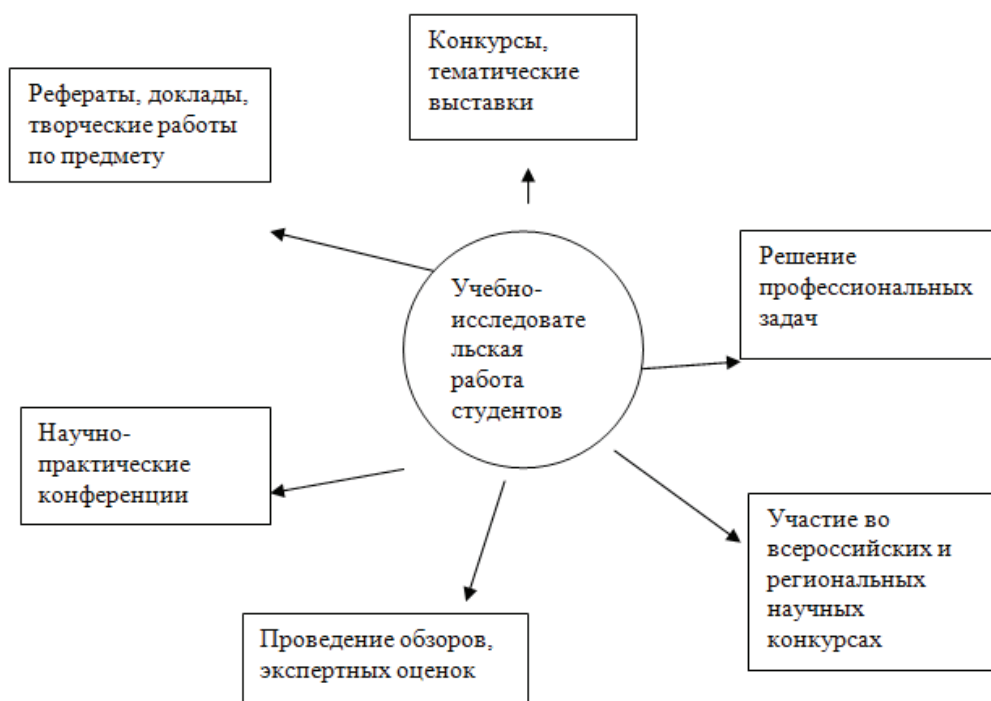 Конкурсы,
тематические
выставки
Рефераты, доклады,
творческие работы
по предмету
Решение
профессиональных
задач
Учебно-
исследовате
льская
работа
студентов
Научно-
практические
конференции
Участие во
всероссийских и
региональных
научных
конкурсах
Проведение обзоров,
экспертных оценок